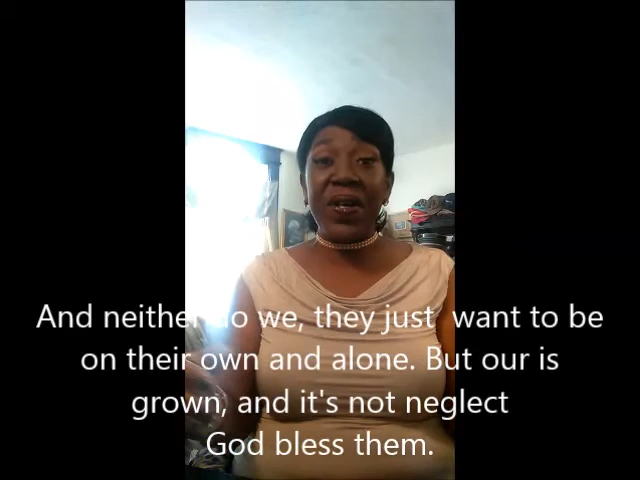 And neither do we, they just want to be
on their own and alone. But our is
grown, and it's not neglect
God bless them.